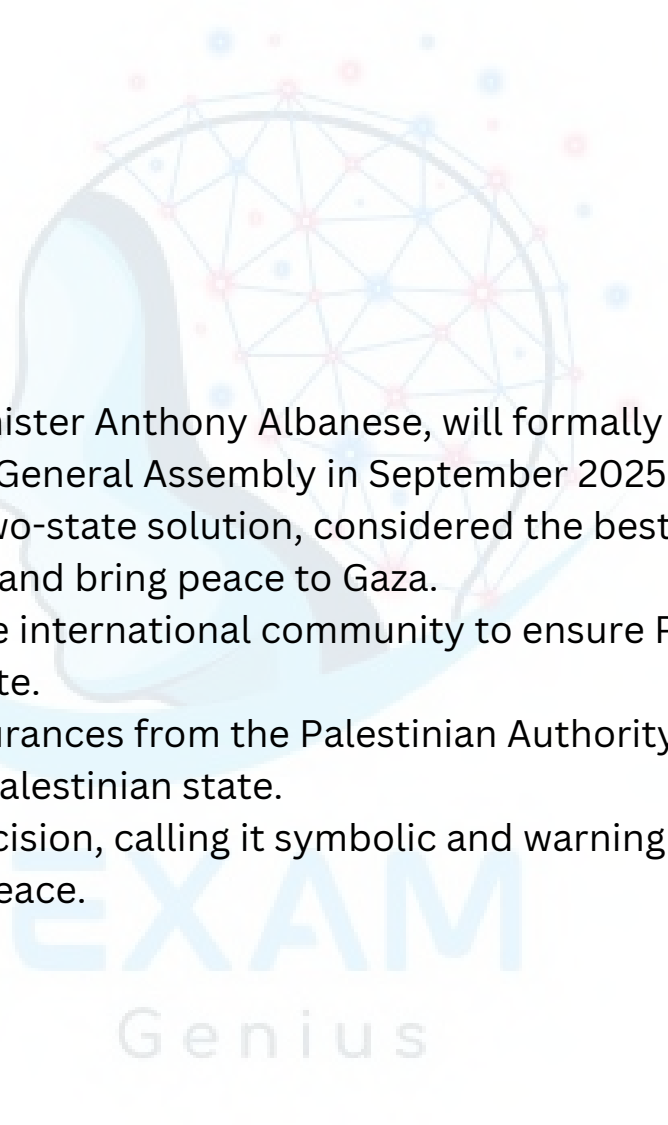 ister Anthony Albanese, will formally
General Assembly in September 2025
wo-state solution, considered the best
and bring peace to Gaza.
e international community to ensure P
te.
urances from the Palestinian Authority
alestinian state.
cision, calling it symbolic and warning
eace.
EXAM
Genius